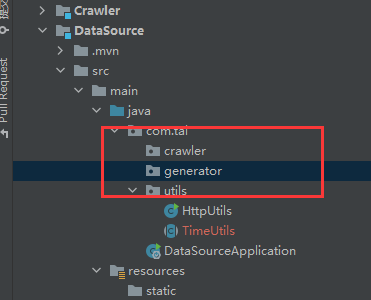 Crawler
DataSource
.mvn
src
main
java
com.tal
crawler
generator
utils
HttpUtils
TimeUtils
DataSourceApplication
resources
static
Pull Request